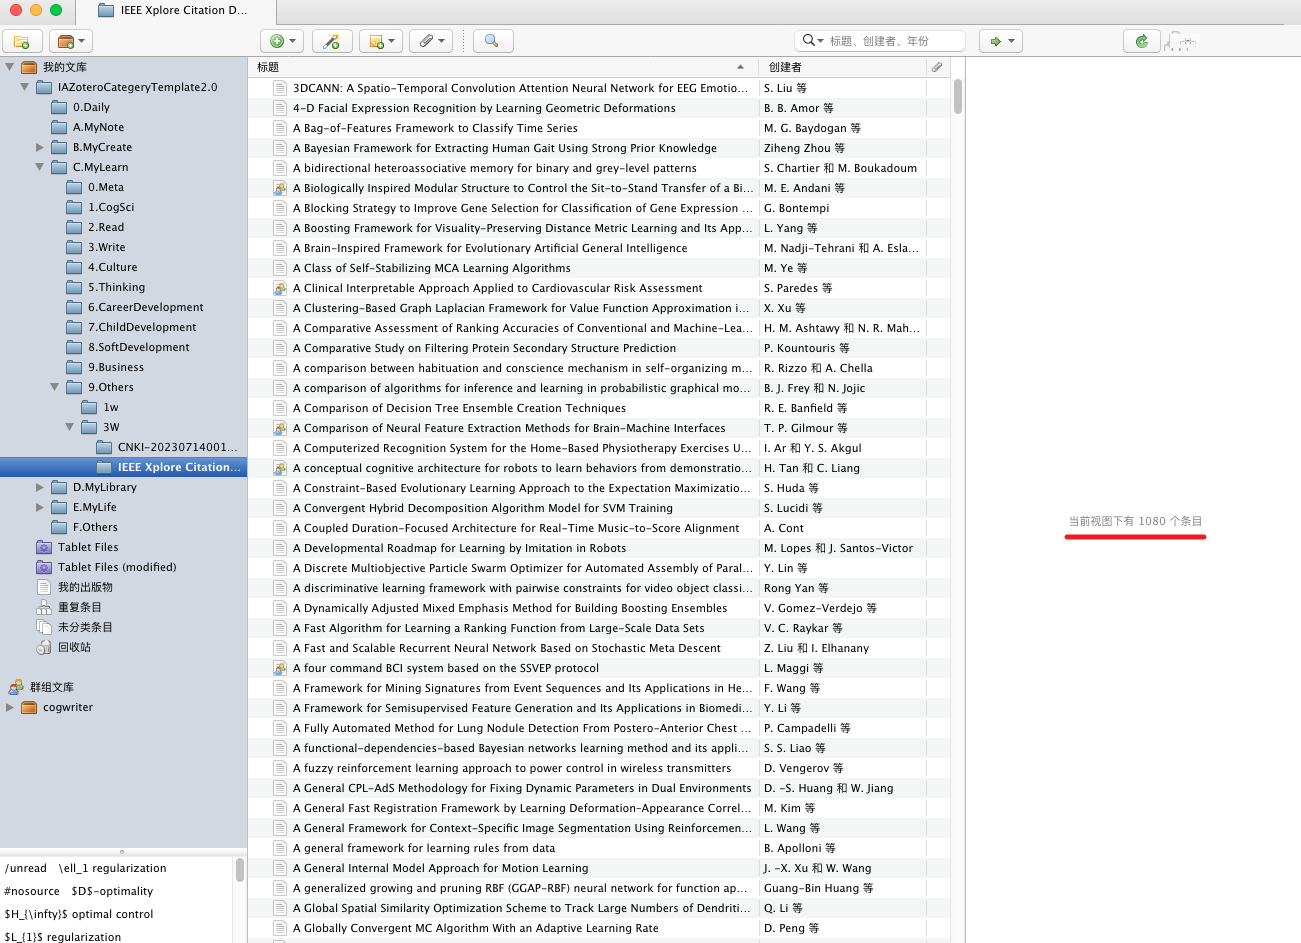 IEEE Xplore Citation D...
标题、创建者、年份
我的文库
IAZoteroCategeryTemplate2.0
0.Daily
A.MyNote
B.MyCreate
C.MyLearn
0.Meta
1.CogSci
2.Read
3.Write
4.Culture
5.Thinking
6.CareerDevelopment
7.ChildDevelopment
8.SoftDevelopment
9.Business
9.Others
1w
3W
CNKI-20230714001...
IEEE Xplore Citation...
D.MyLibrary
E.MyLife
F.Others
Tablet Files
Tablet Files (modified)
我的出版物
重复条目
未分类条目
回收站
群组文库
cogwriter
/unread \ell_1 regularization
#nosource $D$-optimality
$H_{\infty}$ optimal control
$L_{1}$ regularization
标题 创建者
3DCANN: A Spatio-Temporal Convolution Attention Neural Network for EEG Emotio... S. Liu 等
4-D Facial Expression Recognition by Learning Geometric Deformations B. B. Amor 等
A Bag-of-Features Framework to Classify Time Series M. G. Baydogan 等
A Bayesian Framework for Extracting Human Gait Using Strong Prior Knowledge Ziheng Zhou 等
A bidirectional heteroassociative memory for binary and grey-level patterns S. Chartier 和 M. Boukadoum
A Biologically Inspired Modular Structure to Control the Sit-to-Stand Transfer of a Bi... M. E. Andani 等
A Blocking Strategy to Improve Gene Selection for Classification of Gene Expression ... G. Bontempi
A Boosting Framework for Visuality-Preserving Distance Metric Learning and Its App... L. Yang 等
A Brain-Inspired Framework for Evolutionary Artificial General Intelligence M. Nadji-Tehrani 和 A. Esla...
A Class of Self-Stabilizing MCA Learning Algorithms M. Ye 等
A Clinical Interpretable Approach Applied to Cardiovascular Risk Assessment S. Paredes 等
A Clustering-Based Graph Laplacian Framework for Value Function Approximation i... X. Xu 等
A Comparative Assessment of Ranking Accuracies of Conventional and Machine-Lea... H. M. Ashtawy 和 N. R. Mah...
A Comparative Study on Filtering Protein Secondary Structure Prediction P. Kountouris 等
A comparison between habituation and conscience mechanism in self-organizing m... R. Rizzo 和 A. Chella
A comparison of algorithms for inference and learning in probabilistic graphical mo... B. J. Frey 和 N. Jojic
A Comparison of Decision Tree Ensemble Creation Techniques R. E. Banfield 等
A Comparison of Neural Feature Extraction Methods for Brain-Machine Interfaces T. P. Gilmour 等
A Computerized Recognition System for the Home-Based Physiotherapy Exercises U... I. Ar 和 Y. S. Akgul
A conceptual cognitive architecture for robots to learn behaviors from demonstratio... H. Tan 和 C. Liang
A Constraint-Based Evolutionary Learning Approach to the Expectation Maximizatio... S. Huda 等
A Convergent Hybrid Decomposition Algorithm Model for SVM Training S. Lucidi 等
A Coupled Duration-Focused Architecture for Real-Time Music-to-Score Alignment A. Cont
A Developmental Roadmap for Learning by Imitation in Robots M. Lopes 和 J. Santos-Victor
A Discrete Multiobjective Particle Swarm Optimizer for Automated Assembly of Paral... Y. Lin 等
A discriminative learning framework with pairwise constraints for video object classi... Rong Yan 等
A Dynamically Adjusted Mixed Emphasis Method for Building Boosting Ensembles V. Gomez-Verdejo 等
A Fast Algorithm for Learning a Ranking Function from Large-Scale Data Sets V. C. Raykar 等
A Fast and Scalable Recurrent Neural Network Based on Stochastic Meta Descent Z. Liu 和 I. Elhanany
A four command BCI system based on the SSVEP protocol L. Maggi 等
A Framework for Mining Signatures from Event Sequences and Its Applications in He... F. Wang 等
A Framework for Semisupervised Feature Generation and Its Applications in Biomedi... Y. Li 等
A Fully Automated Method for Lung Nodule Detection From Postero-Anterior Chest ... P. Campadelli 等
A functional-dependencies-based Bayesian networks learning method and its appli... S. S. Liao 等
A fuzzy reinforcement learning approach to power control in wireless transmitters D. Vengerov 等
A General CPL-AdS Methodology for Fixing Dynamic Parameters in Dual Environments D. -S. Huang 和 W. Jiang
A General Fast Registration Framework by Learning Deformation-Appearance Correl... M. Kim 等
A General Framework for Context-Specific Image Segmentation Using Reinforcemen... L. Wang 等
A general framework for learning rules from data B. Apolloni 等
A General Internal Model Approach for Motion Learning J. -X. Xu 和 W. Wang
A generalized growing and pruning RBF (GGAP-RBF) neural network for function ap... Guang-Bin Huang 等
A Global Spatial Similarity Optimization Scheme to Track Large Numbers of Dendriti... Q. Li 等
A Globally Convergent MC Algorithm With an Adaptive Learning Rate D. Peng 等
当前视图下有 1080 个条目